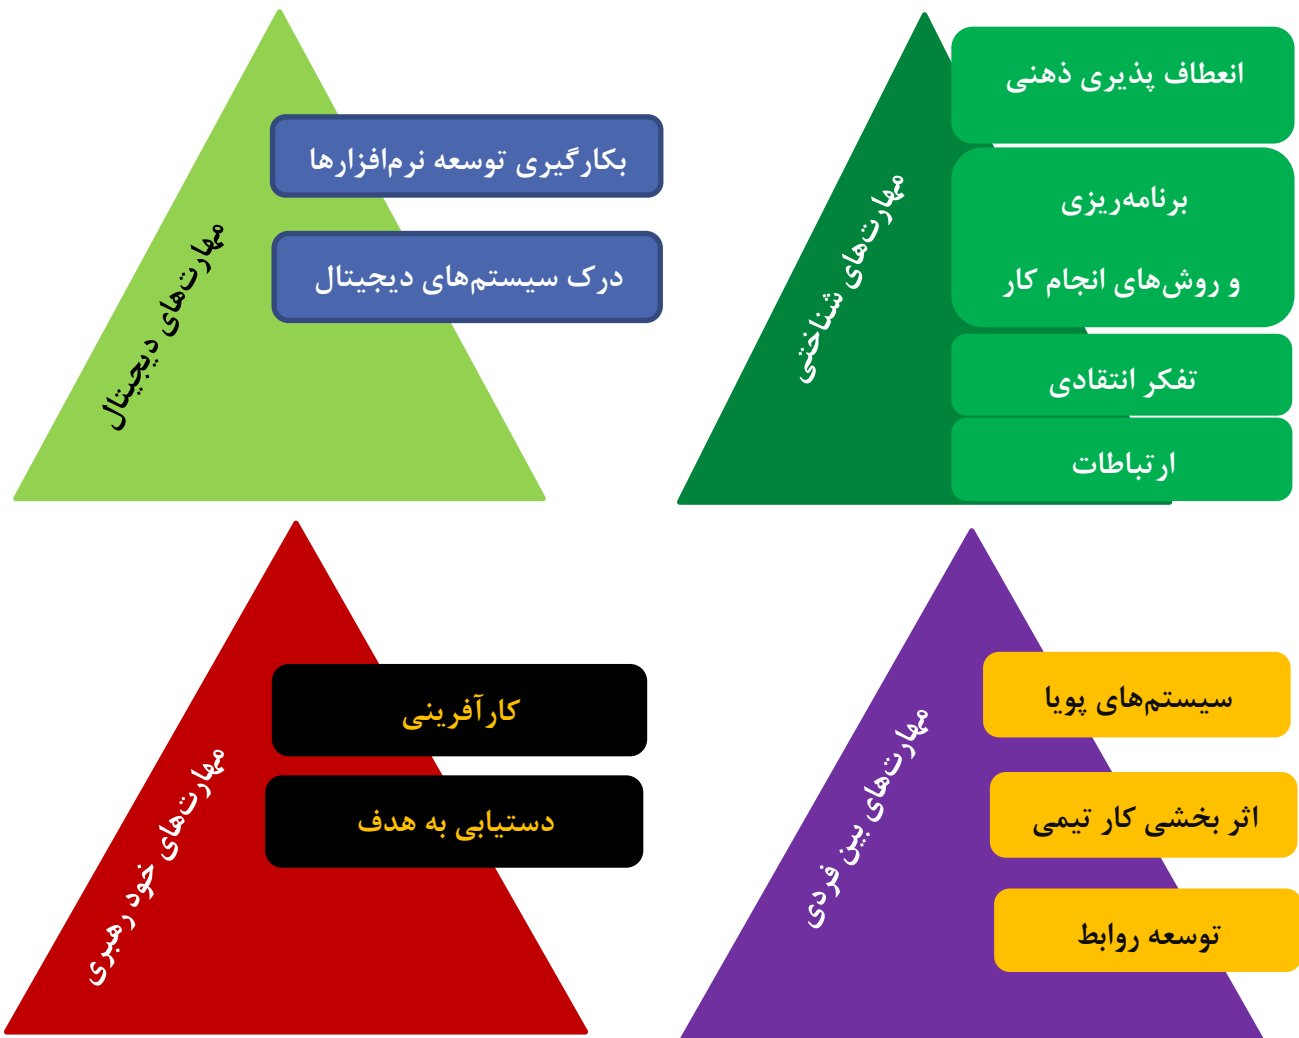 مهارت‌های شناختی
انعطاف پذیری ذهنی
برنامه‌ریزی
و روش‌های انجام کار
تفکر انتقادی
ارتباطات
مهارت‌های دیجیتال
بکارگیری توسعه نرم‌افزارها
درک سیستم‌های دیجیتال
مهارت‌های بین فردی
سیستم‌های پویا
اثر بخشی کار تیمی
توسعه روابط
مهارت‌های خود رهبری
کارآفرینی
دستیابی به هدف